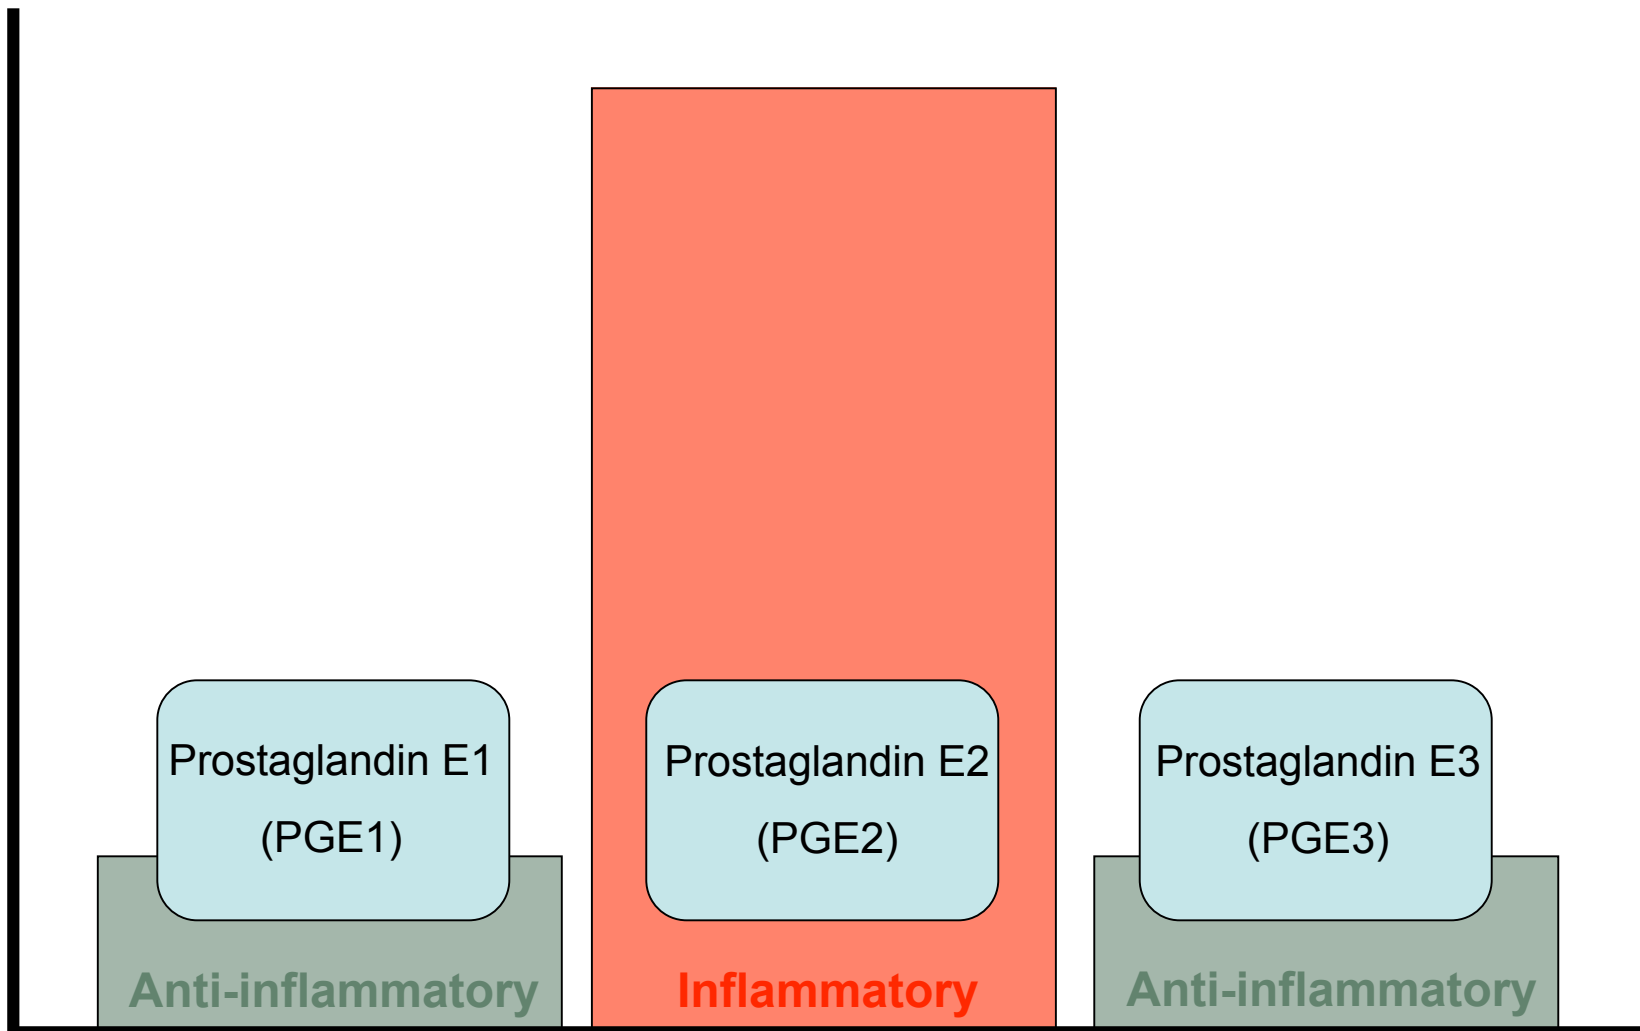 Prostaglandin E1
(PGE1)
Anti-inflammatory
Prostaglandin E2
(PGE2)
Inflammatory
Prostaglandin E3
(PGE3)
Anti-inflammatory